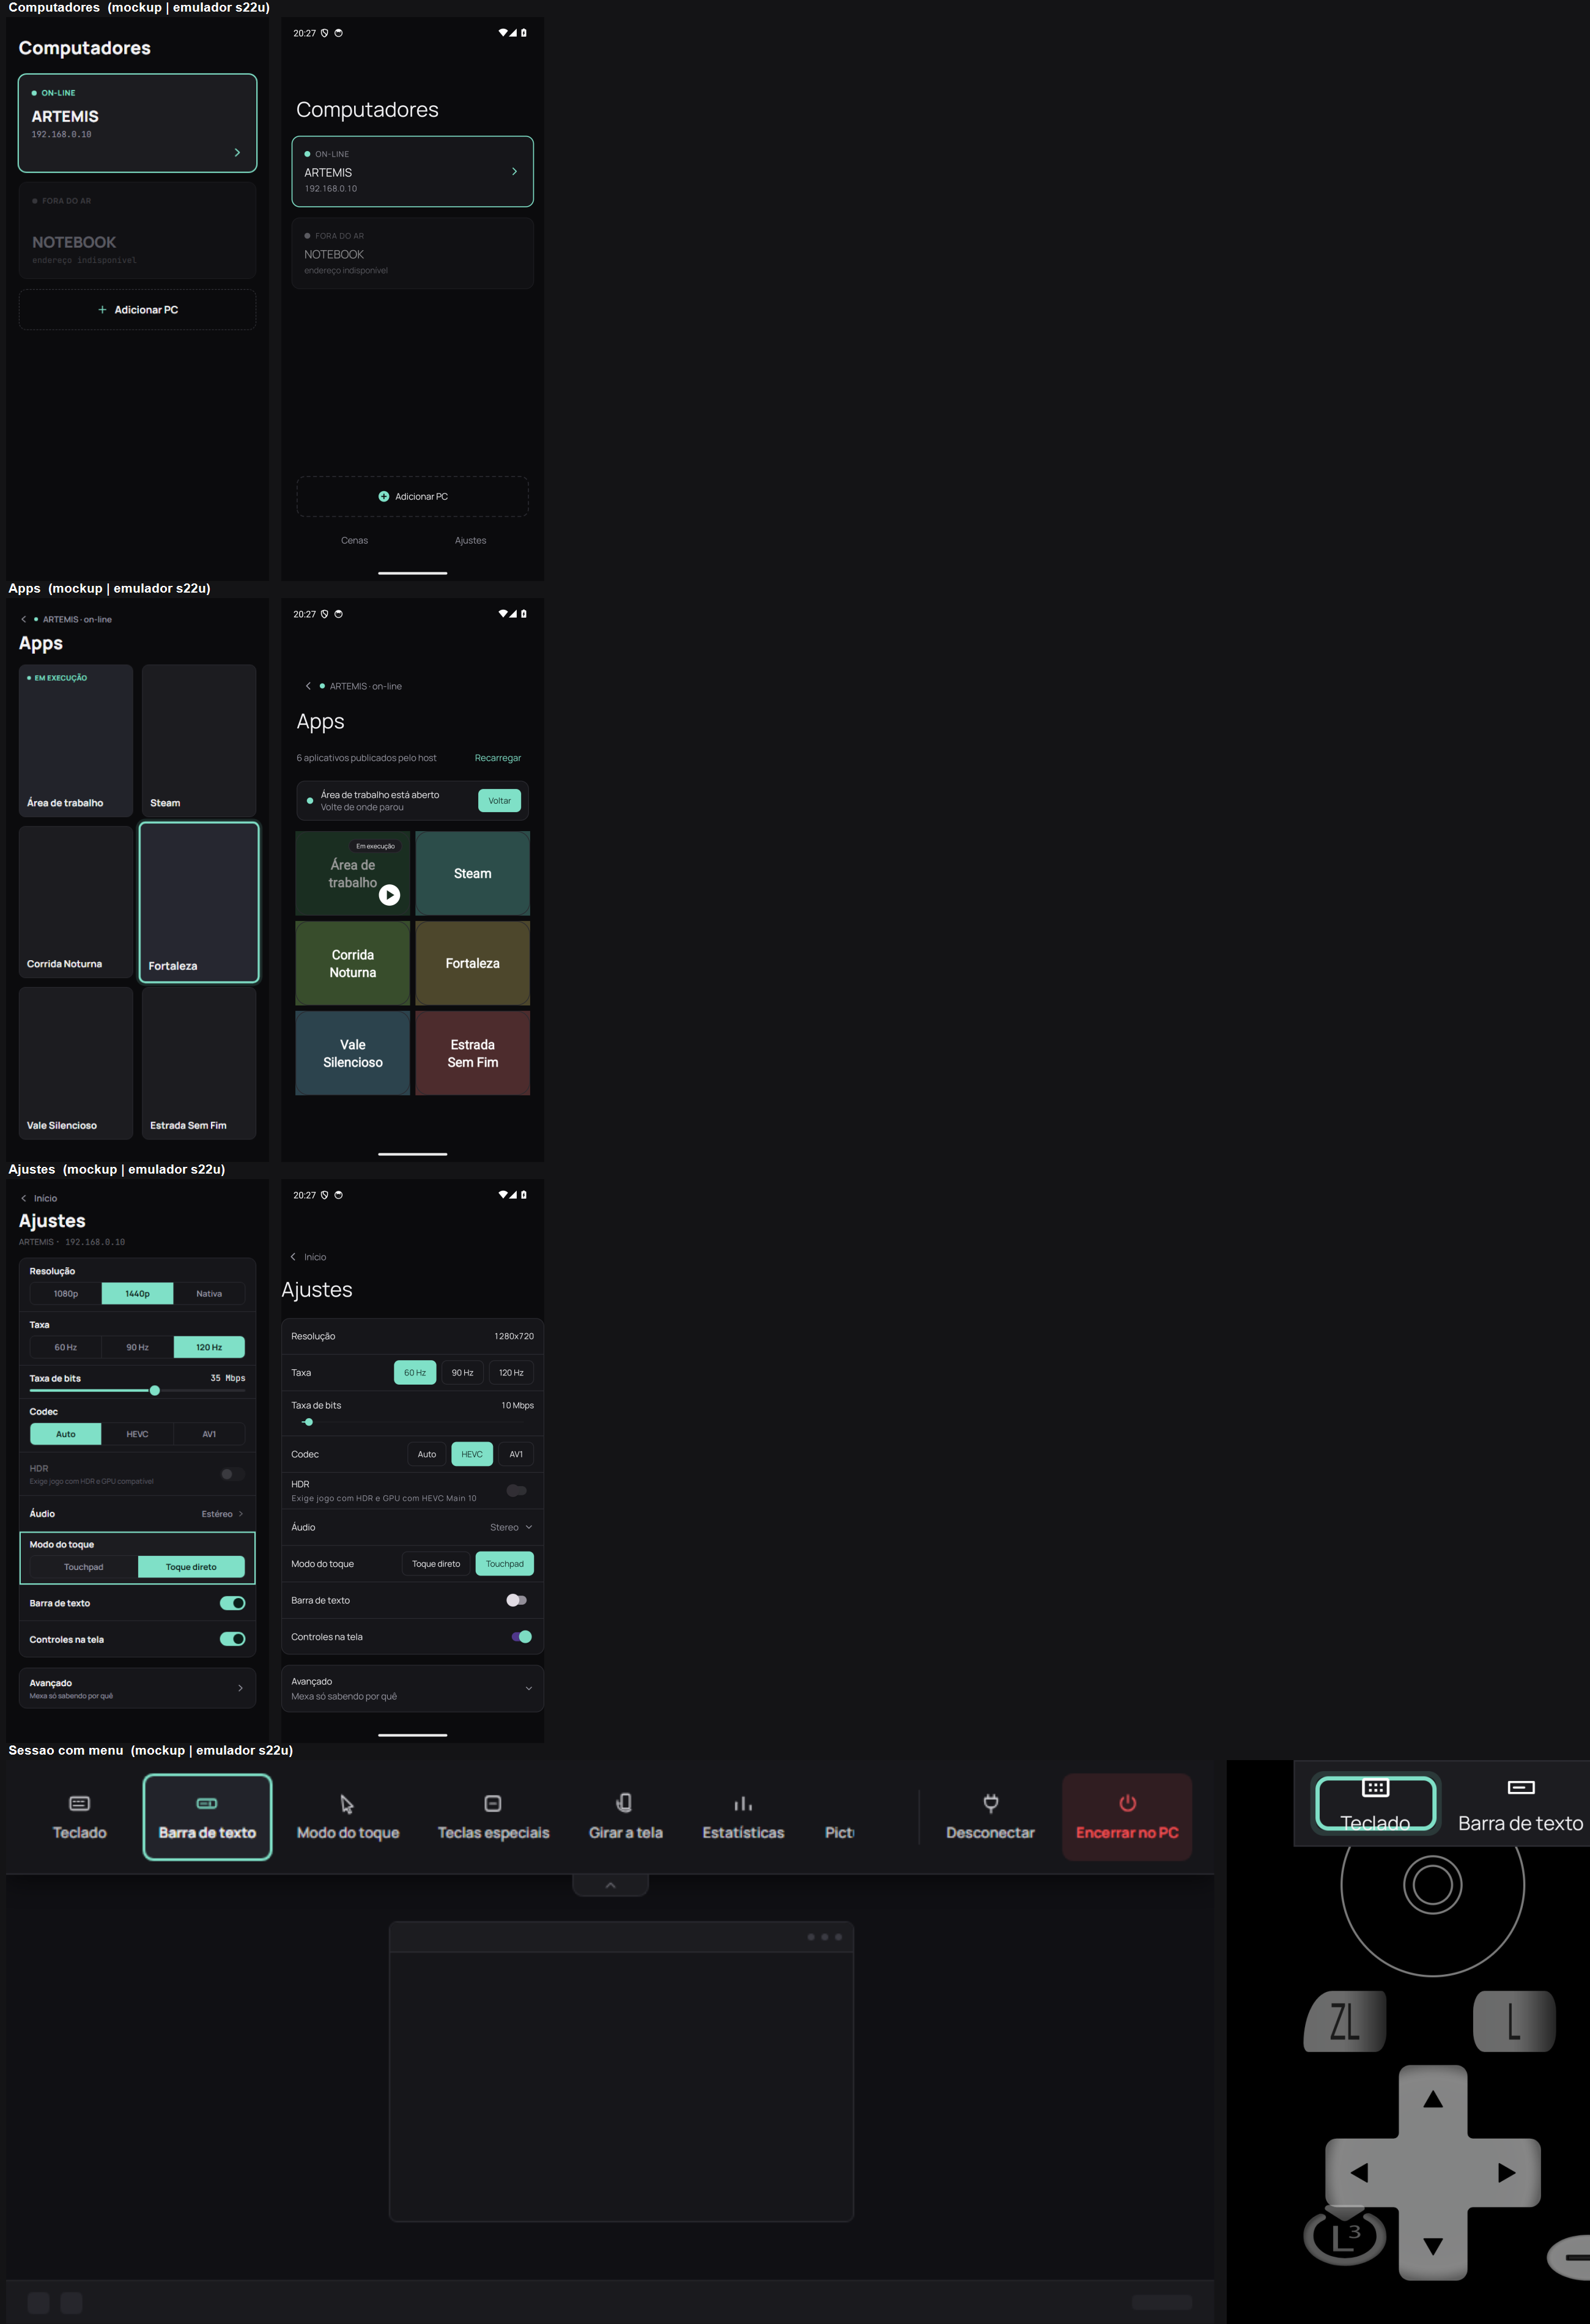 Computadores (mockup | emulador s22u)
Computadores
ON-LINE
ARTEMIS
192.168.0.10
FORA DO AR
NOTEBOOK
endereço indisponível
Adicionar PC
20:27
Computadores
ON-LINE
ARTEMIS
192.168.0.10
FORA DO AR
NOTEBOOK
endereço indisponível
Adicionar PC
Cenas
Ajustes
Apps (mockup | emulador s22u)
ARTEMIS · on-line
Apps
EM EXECUÇÃO
Área de trabalho
Steam
Corrida Noturna
Fortaleza
Vale Silencioso
Estrada Sem Fim
20:27
ARTEMIS · on-line
Apps
6 aplicativos publicados pelo host
Recarregar
Área de trabalho está aberto
Volte de onde parou
Voltar
Em execução
Área de
trabalho
Steam
Corrida
Noturna
Fortaleza
Vale
Silencioso
Estrada
Sem Fim
Ajustes (mockup | emulador s22u)
Início
Ajustes
ARTEMIS · 192.168.0.10
Resolução
1080p
1440p
Nativa
Taxa
60 Hz
90 Hz
120 Hz
Taxa de bits
35 Mbps
Codec
Auto
HEVC
AV1
HDR
Exige jogo com HDR e GPU compatível
Áudio
Estéreo
Modo do toque
Touchpad
Toque direto
Barra de texto
Controles na tela
Avançado
Mexa só sabendo por quê
20:27
Início
Ajustes
Resolução
1280x720
Taxa
60 Hz
90 Hz
120 Hz
Taxa de bits
10 Mbps
Codec
Auto
HEVC
AV1
HDR
Exige jogo com HDR e GPU com HEVC Main 10
Áudio
Stereo
Modo do toque
Toque direto
Touchpad
Barra de texto
Controles na tela
Avançado
Mexa só sabendo por quê
Sessao com menu (mockup | emulador s22u)
Teclado
Barra de texto
Modo do toque
Teclas especiais
Girar a tela
Estatísticas
Pict
Desconectar
Encerrar no PC
Teclado
Barra de texto
ZL
L
L3